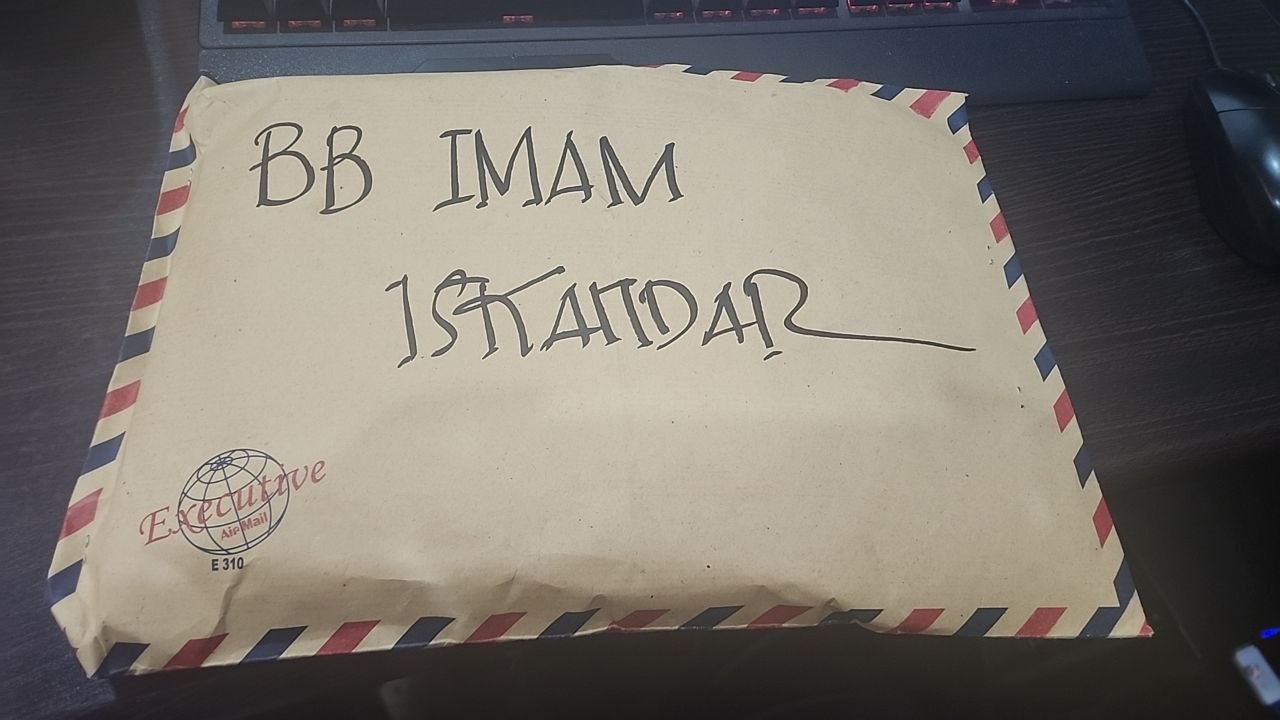 BB IMAM
ISKANDAR
Executive
Air Mail
E 310